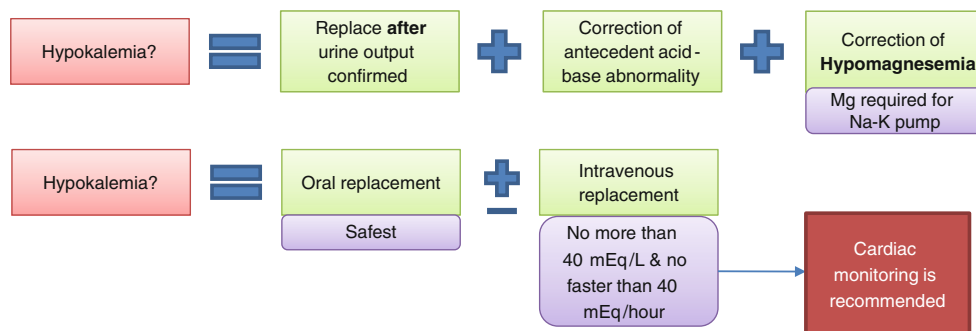 Hypokalemia?
Replace after
urine output
confirmed
Correction of
antecedent acid-
base abnormality
Correction of
Hypomagnesemia
Mg required for
Na-K pump
Hypokalemia?
Oral replacement
Safest
Intravenous
replacement
No more than
40 mEq/L & no
faster than 40
mEq/hour
Cardiac
monitoring is
recommended